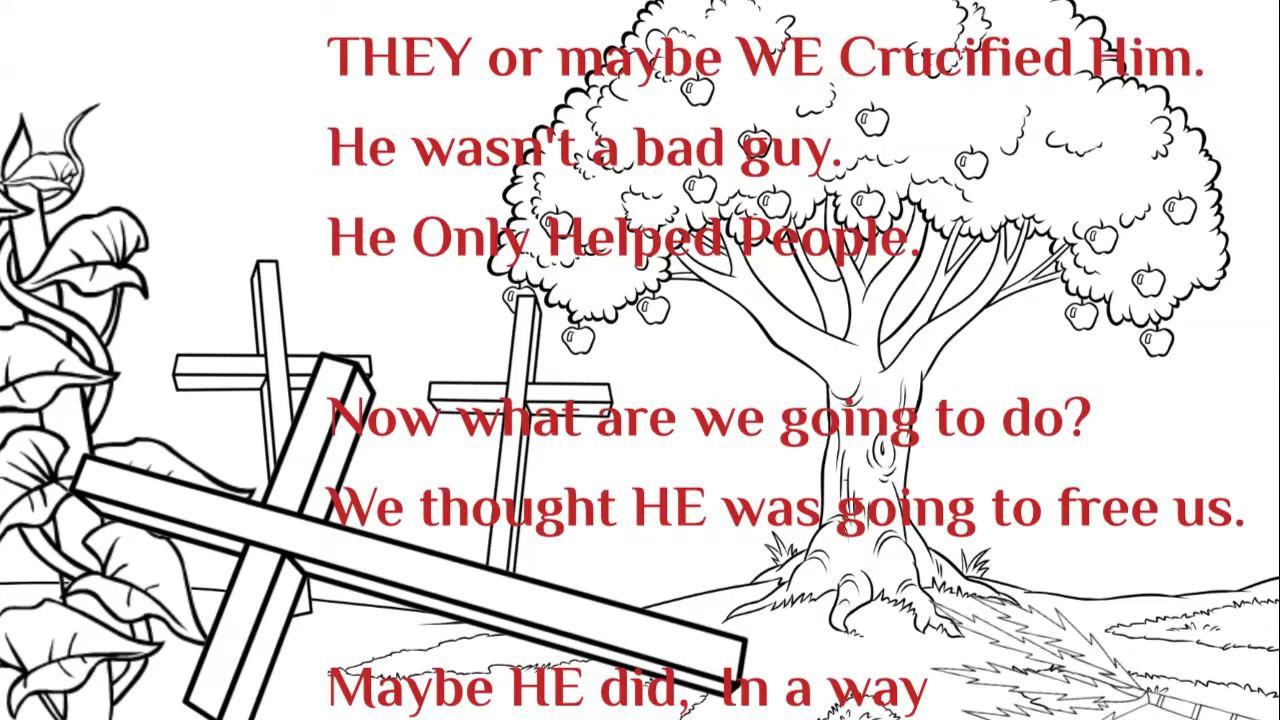 THEY or maybe WE Crucified Him.
He wasn't a bad guy.
He Only Helped People.
Now what are we going to do?
We thought HE was going to free us.
Maybe HE did,  In a way